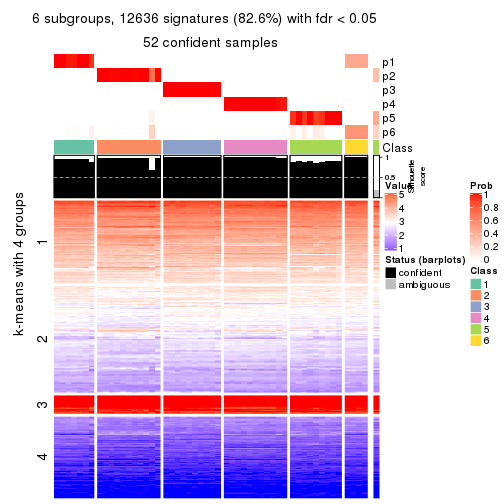 6 subgroups, 12636 signatures (82.6%) with fdr < 0.05
52 confident samples
p1
p2
p3
p4
p5
p6
Class
1
0.5
0
Silhouette
score
k-means with 4 groups
1
2
3
4
Value
5
4
3
2
1
Status (barplots)
confident
ambiguous
Prob
1
0.8
0.6
0.4
0.2
0
Class
1
2
3
4
5
6